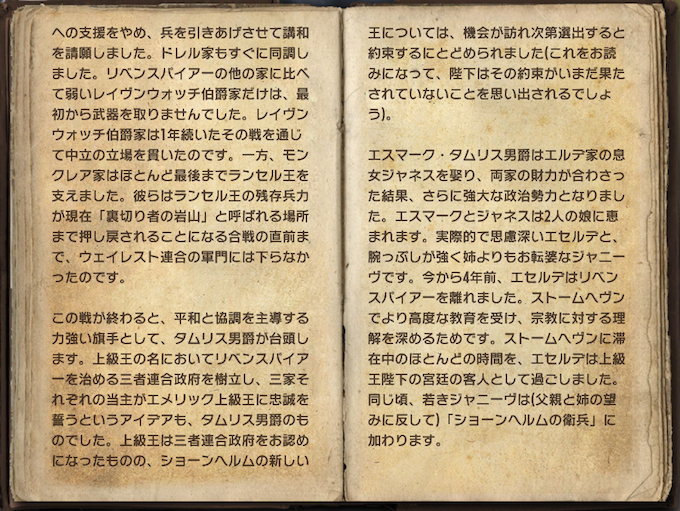 への支援をやめ、兵を引きあげさせて講和
を請願しました。ドレル家もすぐに同調し
ました。リベンスパイアーの他の家に比べ
て弱いレイヴンウォッチ伯爵家だけは、最
初から武器を取りませんでした。レイヴン
ウォッチ伯爵家は1年続いたその戦を通じ
て中立の立場を貫いたのです。一方、モン
クレア家はほとんど最後までランセル王を
支えました。彼らはランセル王の残存兵力
が現在「裏切り者の岩山」と呼ばれる場所
まで押し戻されることになる合戦の直前ま
で、ウェイレスト連合の軍門には下らなか
ったのです。
この戦が終わると、平和と協調を主導する
力強い旗手として、タムリス男爵が台頭し
ます。上級王の名においてリベンスパイア
ーを治める三者連合政府を樹立し、三家そ
れぞれの当主がエメリック上級王に忠誠を
誓うというアイデアも、タムリス男爵のも
のでした。上級王は三者連合政府をお認め
になったものの、ショーンヘルムの新しい
王については、機会が訪れ次第選出すると
約束するにとどめられました(これをお読
みになって、陛下はその約束がいまだ果た
されていないことを思い出されるでしょ
う)。
エスマーク・タムリス男爵はエルデ家の息
女ジャネスを娶り、両家の財力が合わさっ
た結果、さらに強大な政治勢力となりまし
た。エスマークとジャネスは2人の娘に恵
まれます。実際的で思慮深いエセルデと、
腕っぷしが強く姉よりもお転婆なジャニー
ヴです。今から4年前、エセルデはリベン
スパイアーを離れました。ストームヘヴン
でより高度な教育を受け、宗教に対する理
解を深めるためです。ストームヘヴンに滞
在中のほとんどの時間を、エセルデは上級
王陛下の宮廷の客人として過ごしました。
同じ頃、若きジャニーヴは(父親と姉の望
みに反して)「ショーンヘルムの衛兵」に
加わります。